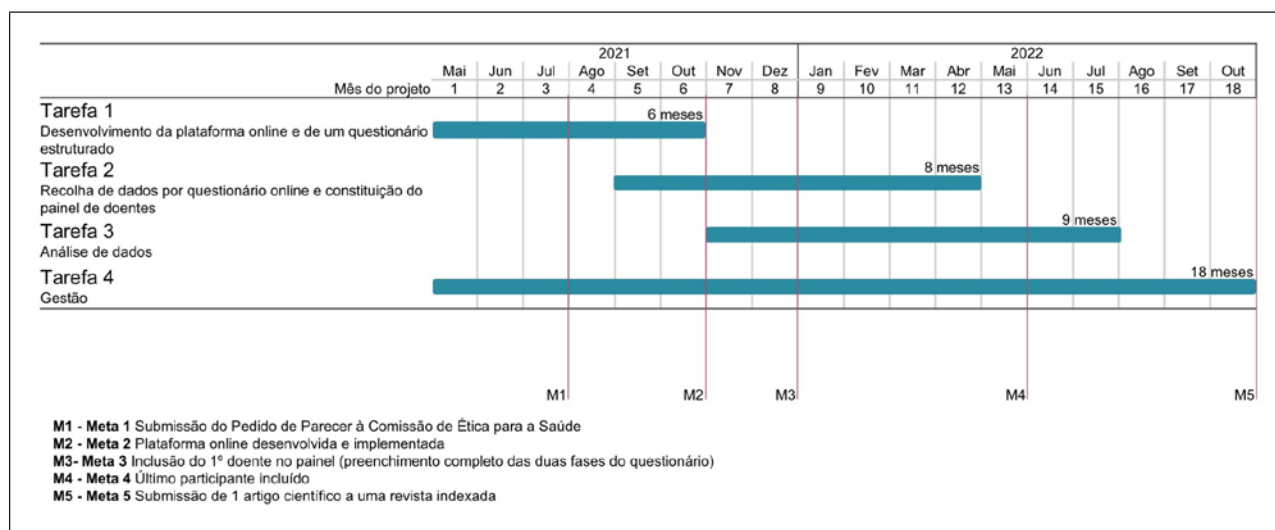 2021 2022
Mai Jun Jul Ago Set Out Nov Dez Jan Fev Mar Abr Mai Jun Jul Ago Set Out
Mês do projeto 1 2 3 4 5 6 7 8 9 10 11 12 13 14 15 16 17 18
Tarefa 1
6 meses
Desenvolvimento da plataforma online e de um questionário
estruturado
Tarefa 2
8 meses
Recolha de dados por questionário online e constituição do
painel de doentes
Tarefa 3
9 meses
Análise de dados
Tarefa 4
18 meses
Gestão
M1 M2 M3 M4 M5
M1 - Meta 1 Submissão do Pedido de Parecer à Comissão de Ética para a Saúde
M2 - Meta 2 Plataforma online desenvolvida e implementada
M3- Meta 3 Inclusão do 1º doente no painel (preenchimento completo das duas fases do questionário)
M4 - Meta 4 Último participante incluído
M5 - Meta 5 Submissão de 1 artigo científico a uma revista indexada